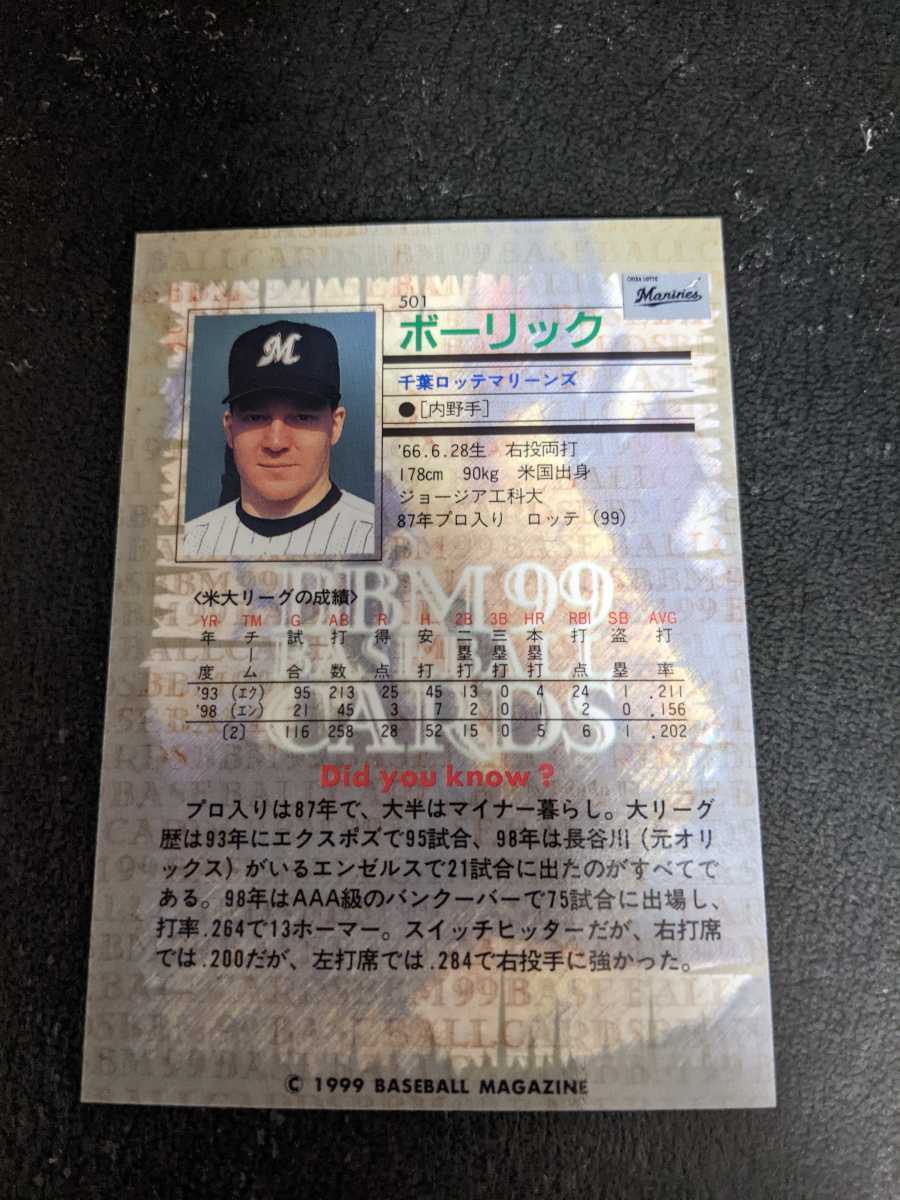 CHIBA LOTTE
Marines
501
ボーリック
千葉ロッテマリーンズ
●[内野手]
M
'66.6.28生 右投両打
178cm 90kg 米国出身
ジョージア工科大
87年プロ入り ロッテ(99)
BBM 99
BASEBALL
CARDS
〈米大リーグの成績〉
YR TM G AB R H 2B 3B HR RBI SB AVG
年度 チーム 試合 打数 得点 安打 二塁打 三塁打 本塁打 打点 盗塁 打率
'93 (エク) 95 213 25 45 13 0 4 24 1 .211
'98 (エン) 21 45 3 7 2 0 1 2 0 .156
[2] 116 258 28 52 15 0 5 6 1 .202
Did you know?
プロ入りは87年で、大半はマイナー暮らし。大リーグ
歴は93年にエクスポズで95試合、98年は長谷川(元オリ
ックス)がいるエンゼルスで21試合に出たのがすべてで
ある。98年はAAA級のバンクーバーで75試合に出場し、
打率.264で13ホーマー。スイッチヒッターだが、右打席
では.200だが、左打席では.284で右投手に強かった。
© 1999 BASEBALL MAGAZINE